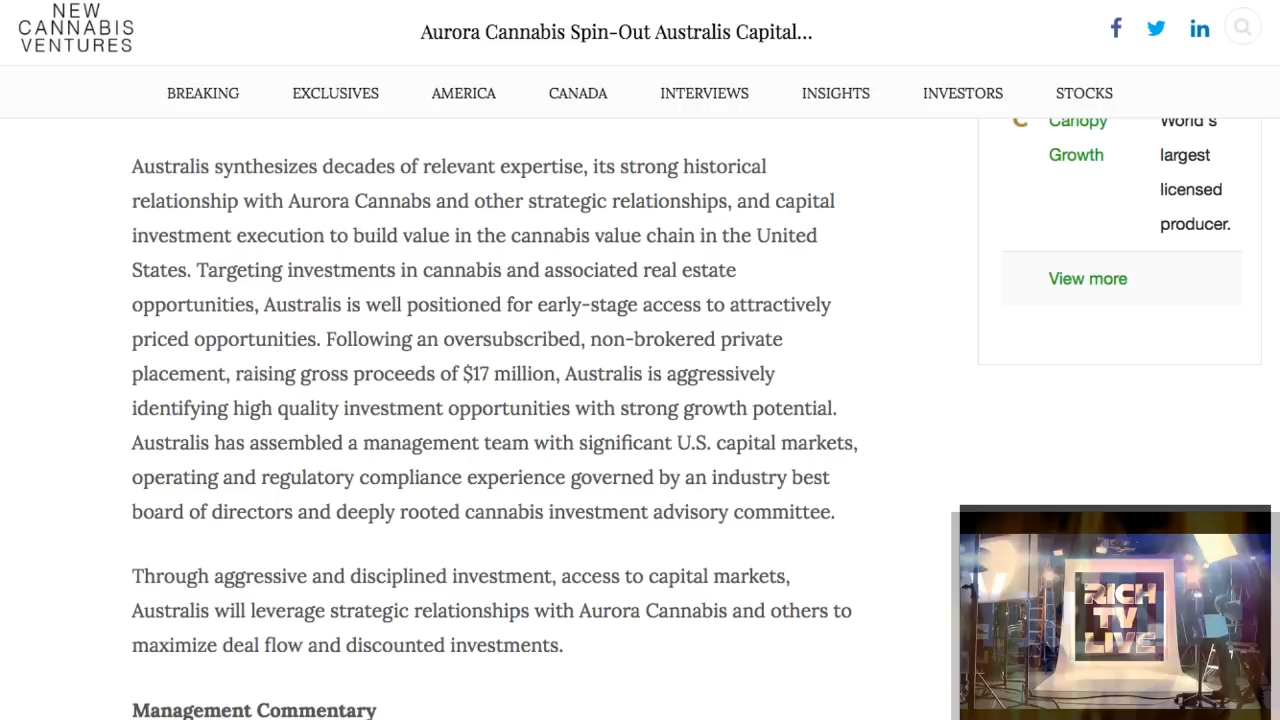 NEW
CANNABIS
VENTURES
Aurora Cannabis Spin-Out Australis Capital...
BREAKING EXCLUSIVES AMERICA CANADA INTERVIEWS INSIGHTS INVESTORS STOCKS
Australis synthesizes decades of relevant expertise, its strong historical
relationship with Aurora Cannabs and other strategic relationships, and capital
investment execution to build value in the cannabis value chain in the United
States. Targeting investments in cannabis and associated real estate
opportunities, Australis is well positioned for early-stage access to attractively
priced opportunities. Following an oversubscribed, non-brokered private
placement, raising gross proceeds of $17 million, Australis is aggressively
identifying high quality investment opportunities with strong growth potential.
Australis has assembled a management team with significant U.S. capital markets,
operating and regulatory compliance experience governed by an industry best
board of directors and deeply rooted cannabis investment advisory committee.
Through aggressive and disciplined investment, access to capital markets,
Australis will leverage strategic relationships with Aurora Cannabis and others to
maximize deal flow and discounted investments.
Management Commentary
Canopy
Growth
World's
largest
licensed
producer.
View more
RICH
TV
LIVE